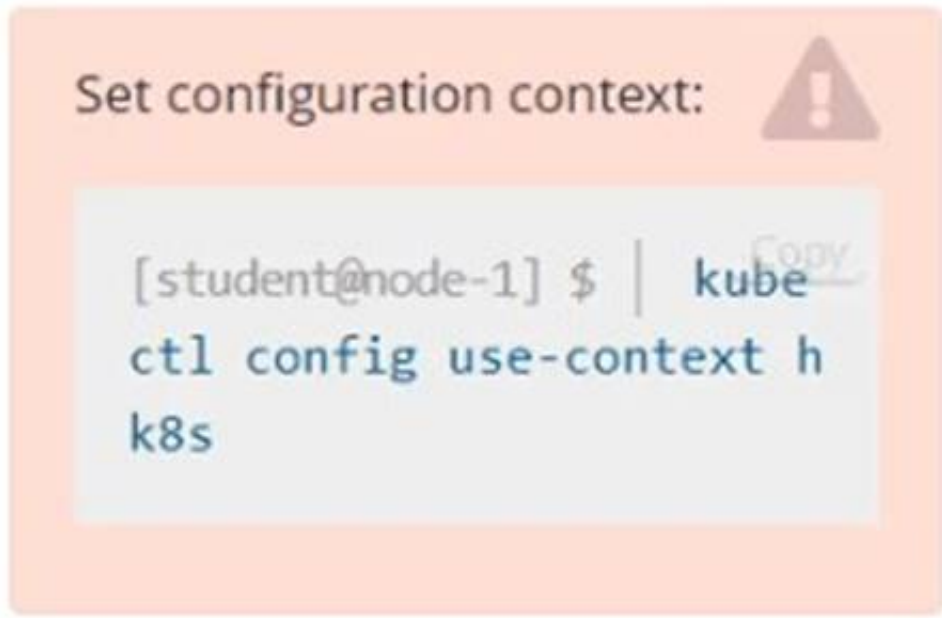 Set configuration context:
Copy
[student@node-1] $ | kube
ctl config use-context h
k8s